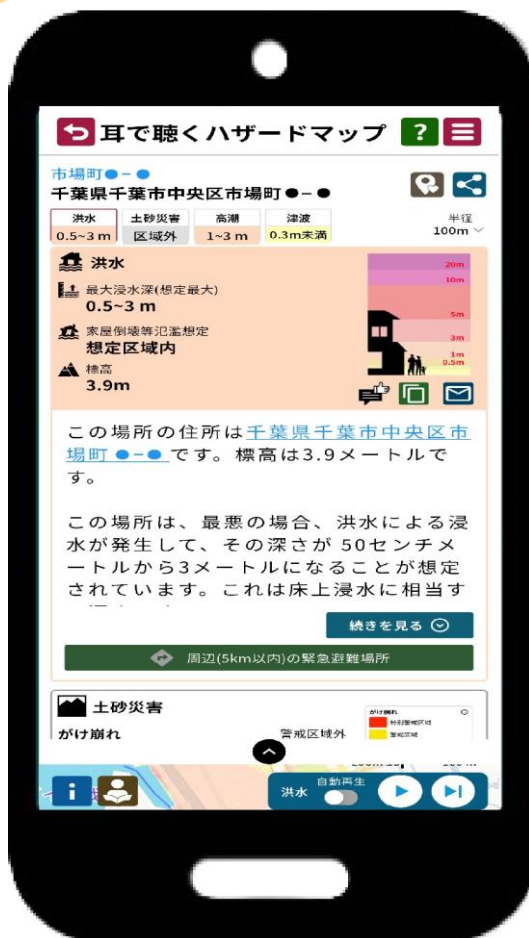 耳で聴くハザードマップ ?
市場町●-●
千葉県千葉市中央区市場町●-●
洪水 土砂災害 高潮 津波 半径
0.5~3 m 区域外 1~3 m 0.3m未満 100m
洪水
最大浸水深(想定最大)
0.5~3 m
家屋倒壊等氾濫想定
想定区域内
標高
3.9m
20m
10m
5m
3m
1m
0.5m
この場所の住所は千葉県千葉市中央区市
場町 ●-● です。標高は3.9メートルで
す。
この場所は、最悪の場合、洪水による浸
水が発生して、その深さが 50センチメ
ートルから3メートルになることが想定
されています。これは床上浸水に相当す
続きを見る
周辺(5km以内)の緊急避難場所
土砂災害
がけ崩れ 警戒区域外
がけ崩れ
特別警戒区域
警戒区域
i 洪水 自動再生